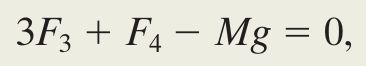 3F₃ + F₄ − Mg = 0,